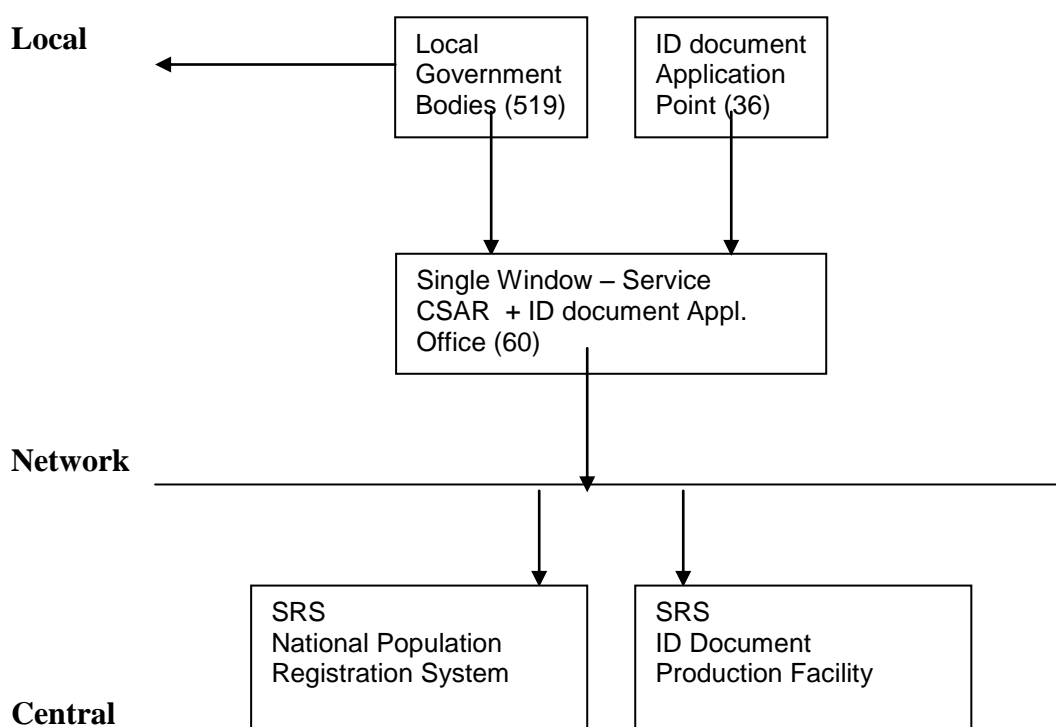 Local
Local
Government
Bodies (519)
ID document
Application
Point (36)
Single Window – Service
CSAR + ID document Appl.
Office (60)
Network
SRS
National Population
Registration System
SRS
ID Document
Production Facility
Central